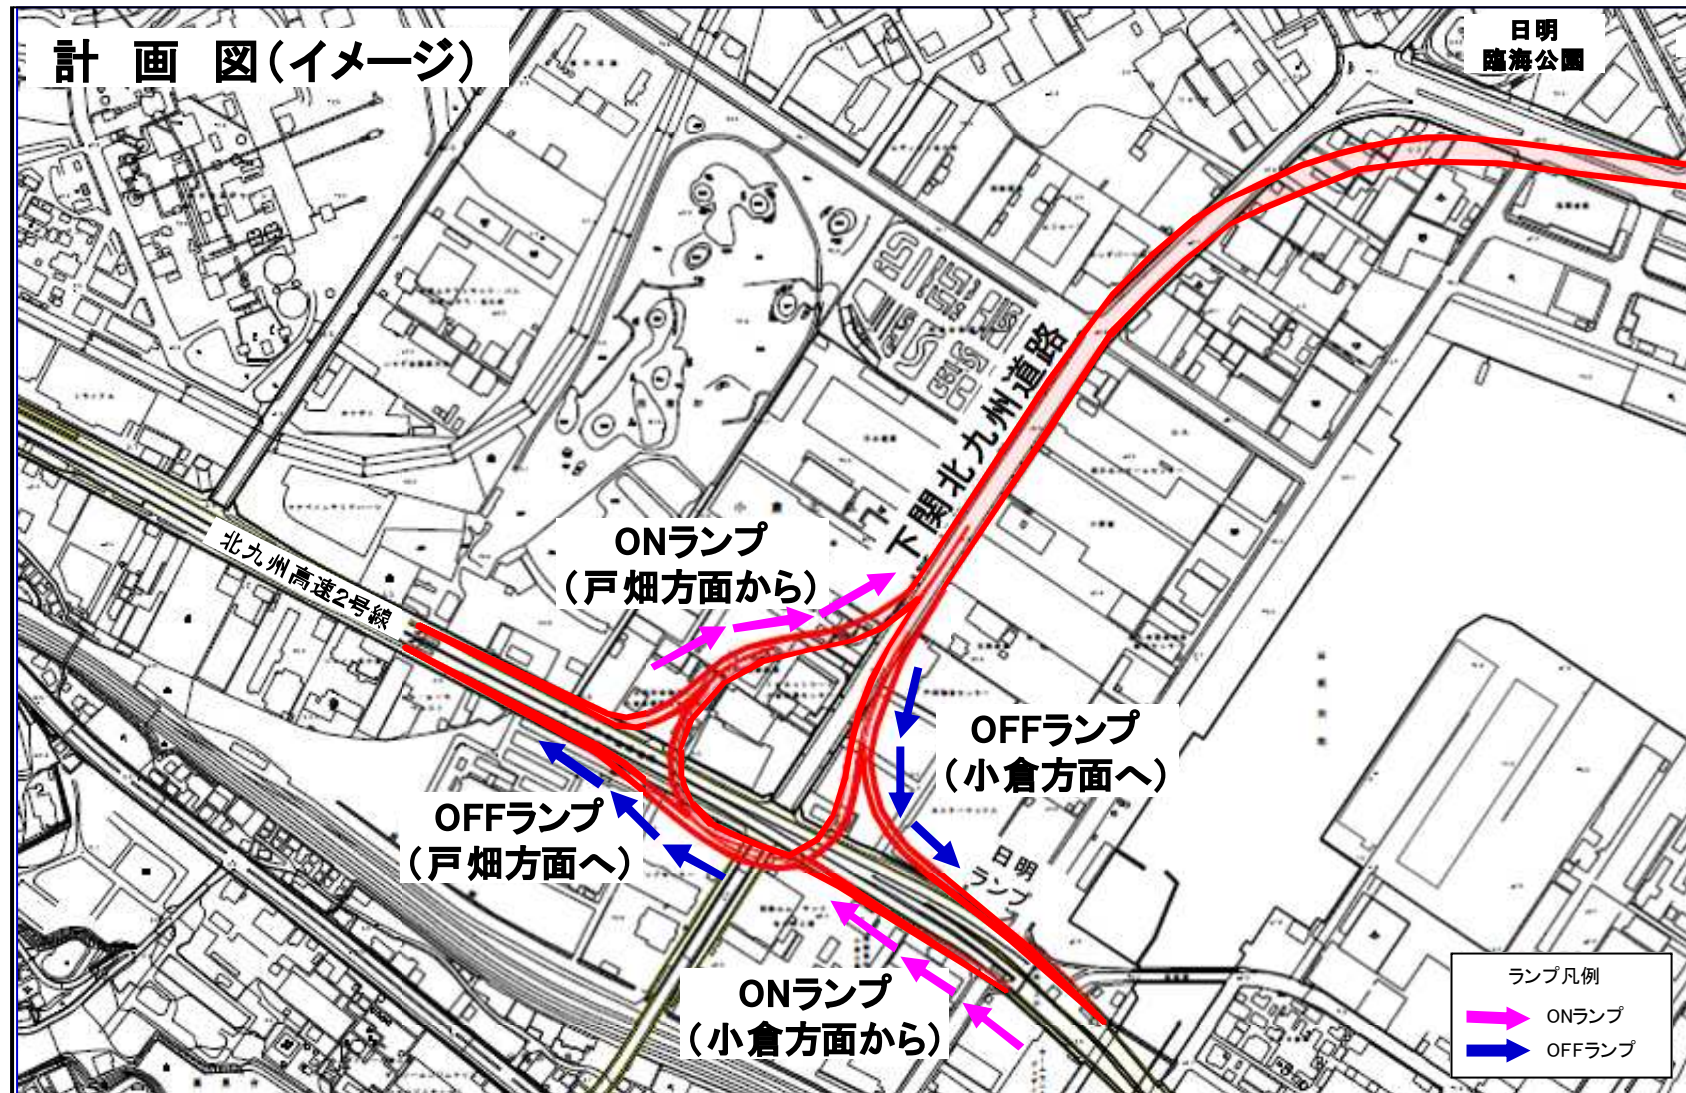 計画図(イメージ)
日明
臨海公園
下関北九州道路
北九州高速2号線
ONランプ
(戸畑方面から)
OFFランプ
(小倉方面へ)
OFFランプ
(戸畑方面へ)
日明
ランプ
ONランプ
(小倉方面から)
ランプ凡例
ONランプ
OFFランプ